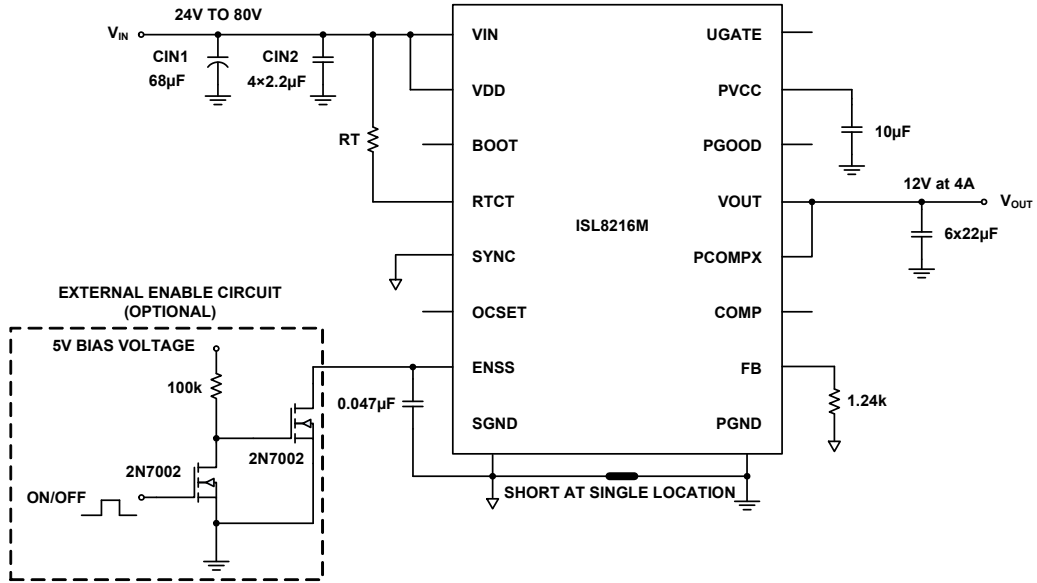 24V TO 80V
VIN
CIN1
68µF
CIN2
4×2.2µF
RT
VIN
VDD
BOOT
RTCT
SYNC
OCSET
ENSS
SGND
ISL8216M
UGATE
PVCC
PGOOD
VOUT
PCOMPX
COMP
FB
PGND
10µF
12V at 4A
VOUT
6x22µF
1.24k
EXTERNAL ENABLE CIRCUIT
(OPTIONAL)
5V BIAS VOLTAGE
100k
0.047µF
2N7002
2N7002
ON/OFF
SHORT AT SINGLE LOCATION